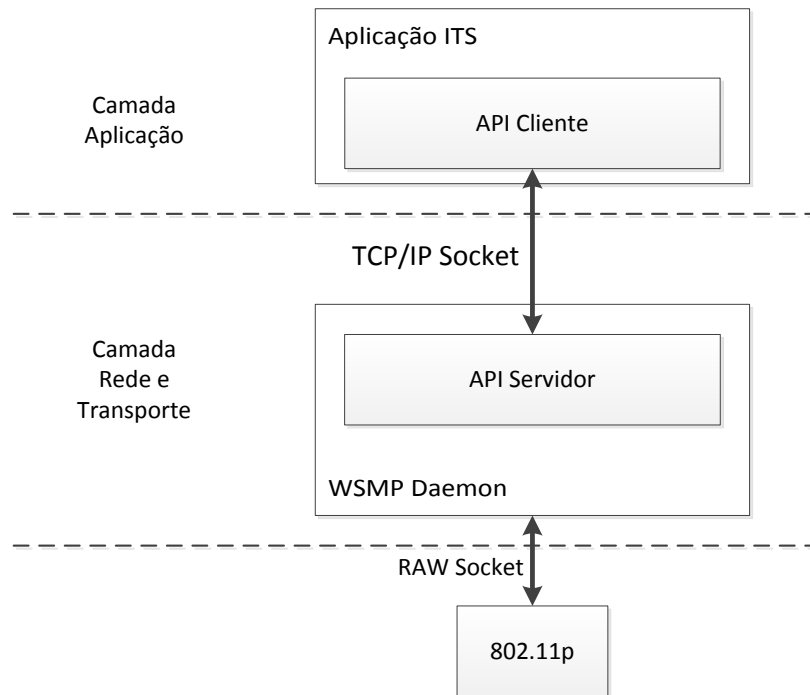 Aplicação ITS
API Cliente
Camada
Aplicação
TCP/IP Socket
API Servidor
Camada
Rede e
Transporte
WSMP Daemon
RAW Socket
802.11p